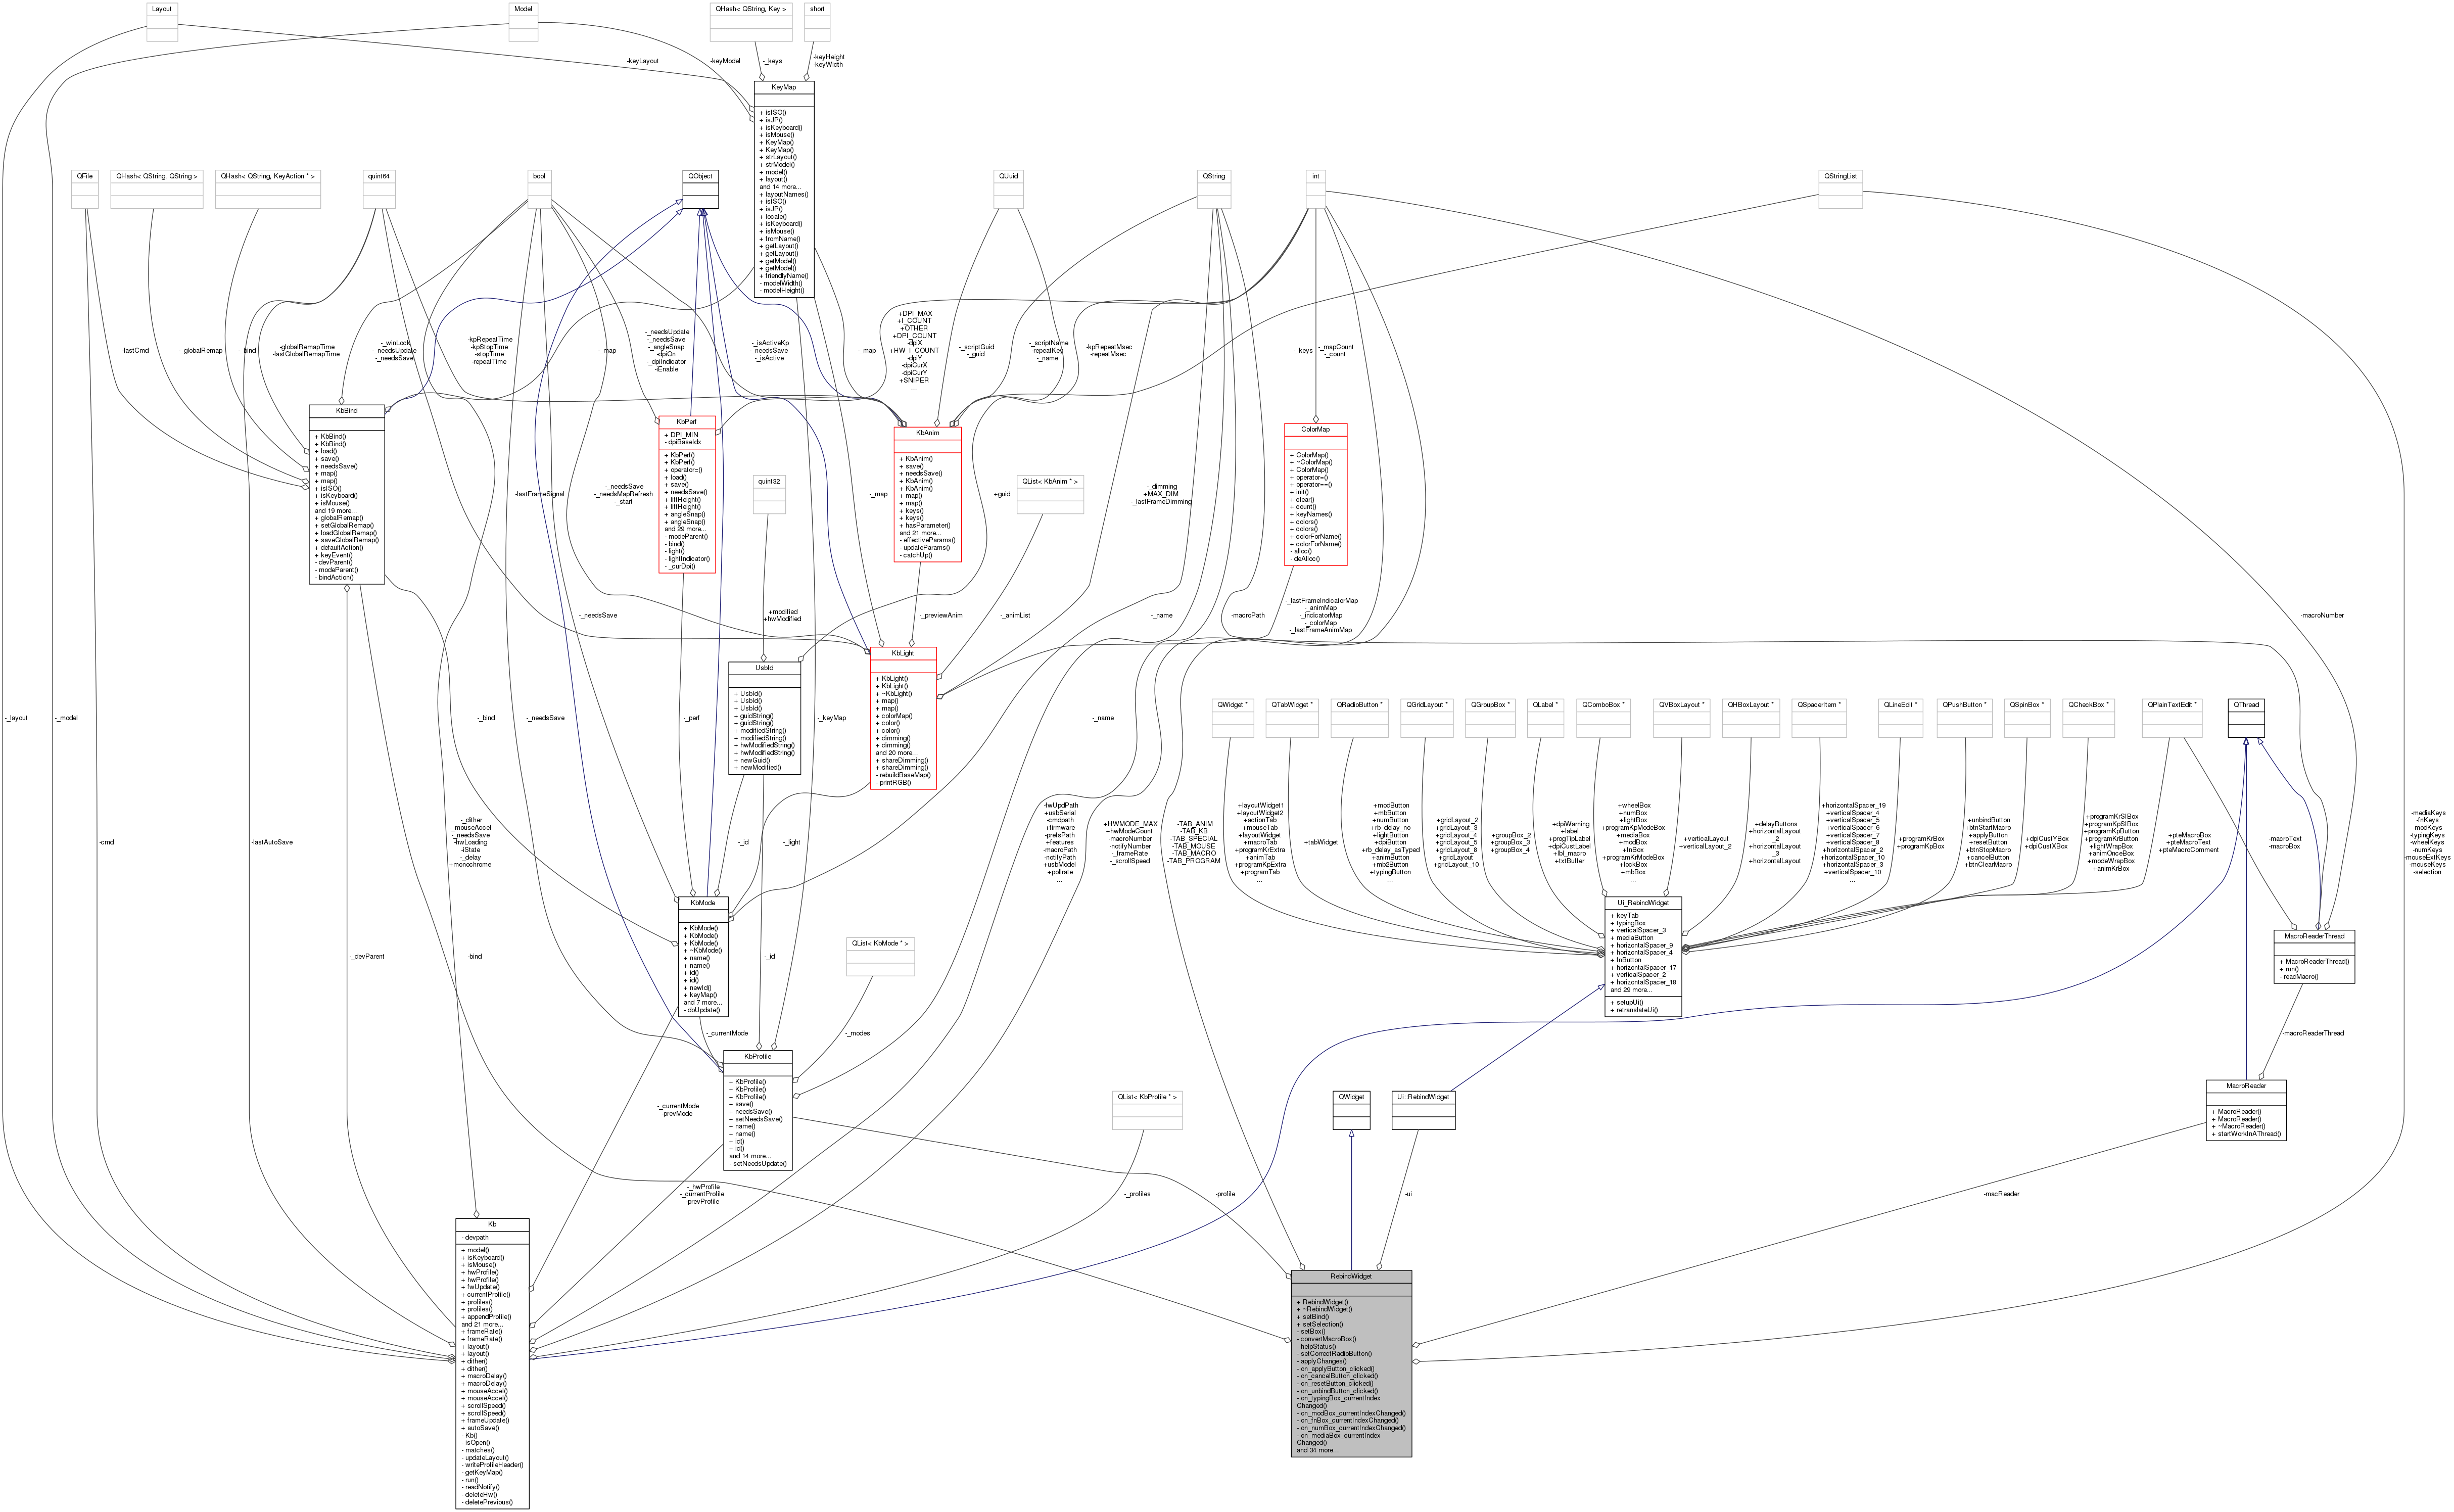 Layout
Model
QHash< QString, Key >
short
-keyLayout
-keyModel
-_keys
-keyHeight
-keyWidth
KeyMap
+ isISO()
+ isJP()
+ isKeyboard()
+ isMouse()
+ KeyMap()
+ KeyMap()
+ strLayout()
+ strModel()
+ model()
+ layout()
and 14 more...
+ layoutNames()
+ isISO()
+ isJP()
+ locale()
+ isKeyboard()
+ isMouse()
+ fromName()
+ getLayout()
+ getLayout()
+ getModel()
+ getModel()
+ friendlyName()
- modelWidth()
- modelHeight()
QFile
QHash< QString, QString >
QHash< QString, KeyAction * >
quint64
bool
QObject
QUuid
QString
int
QStringList
-lastCmd
-_globalRemap
-_bind
-globalRemapTime
-lastGlobalRemapTime
-_winLock
-_needsUpdate
-_needsSave
-kpRepeatTime
-kpStopTime
-stopTime
-repeatTime
-_map
-_needsUpdate
-_needsSave
-_angleSnap
-dpiOn
-_dpiIndicator
-iEnable
-_isActiveKp
-_needsSave
-_isActive
-_map
+DPI_MAX
+I_COUNT
+OTHER
+DPI_COUNT
-dpiX
+HW_I_COUNT
-dpiY
-dpiCurX
-dpiCurY
+SNIPER
...
-_scriptGuid
-_guid
-_scriptName
-repeatKey
-_name
-kpRepeatMsec
-repeatMsec
-_keys
-_mapCount
-_count
KbBind
+ KbBind()
+ KbBind()
+ load()
+ save()
+ needsSave()
+ map()
+ map()
+ isISO()
+ isKeyboard()
+ isMouse()
and 19 more...
+ globalRemap()
+ setGlobalRemap()
+ loadGlobalRemap()
+ saveGlobalRemap()
+ defaultAction()
+ keyEvent()
- devParent()
- modeParent()
- bindAction()
KbPerf
+ DPI_MIN
- dpiBaseIdx
+ KbPerf()
+ KbPerf()
+ operator=()
+ load()
+ save()
+ needsSave()
+ liftHeight()
+ liftHeight()
+ angleSnap()
+ angleSnap()
and 29 more...
- modeParent()
- bind()
- light()
- lightIndicator()
- _curDpi()
KbAnim
+ KbAnim()
+ save()
+ needsSave()
+ KbAnim()
+ KbAnim()
+ map()
+ map()
+ keys()
+ keys()
+ hasParameter()
and 21 more...
- effectiveParams()
- updateParams()
- catchUp()
ColorMap
+ ColorMap()
+ ~ColorMap()
+ ColorMap()
+ operator=()
+ operator==()
+ init()
+ clear()
+ count()
+ keyNames()
+ colors()
+ colors()
+ colorForName()
+ colorForName()
- alloc()
- deAlloc()
quint32
QList< KbAnim * >
-lastFrameSignal
-_needsSave
-_needsMapRefresh
-_start
-_map
+guid
-_dimming
+MAX_DIM
-_lastFrameDimming
-_needsSave
+modified
+hwModified
-_previewAnim
-_animList
-_name
-macroPath
-_lastFrameIndicatorMap
-_animMap
-_indicatorMap
-_colorMap
-_lastFrameAnimMap
-macroNumber
UsbId
+ UsbId()
+ UsbId()
+ UsbId()
+ guidString()
+ guidString()
+ modifiedString()
+ modifiedString()
+ hwModifiedString()
+ hwModifiedString()
+ newGuid()
+ newModified()
KbLight
+ KbLight()
+ KbLight()
+ ~KbLight()
+ map()
+ map()
+ colorMap()
+ color()
+ color()
+ dimming()
+ dimming()
and 20 more...
+ shareDimming()
+ shareDimming()
- rebuildBaseMap()
- printRGB()
-_layout
-_model
-_bind
-_needsSave
-_perf
-_keyMap
-_name
QWidget *
QTabWidget *
QRadioButton *
QGridLayout *
QGroupBox *
QLabel *
QComboBox *
QVBoxLayout *
QHBoxLayout *
QSpacerItem *
QLineEdit *
QPushButton *
QSpinBox *
QCheckBox *
QPlainTextEdit *
QThread
-cmd
-lastAutoSave
-_dither
-_mouseAccel
-_needsSave
-hwLoading
-iState
-_delay
+monochrome
-_id
-_light
-fwUpdPath
+usbSerial
-cmdpath
+firmware
-prefsPath
+features
-macroPath
-notifyPath
+usbModel
+pollrate
...
+HWMODE_MAX
+hwModeCount
-macroNumber
-notifyNumber
-_frameRate
-_scrollSpeed
-TAB_ANIM
-TAB_KB
-TAB_SPECIAL
-TAB_MOUSE
-TAB_MACRO
-TAB_PROGRAM
+layoutWidget1
+layoutWidget2
+actionTab
+mouseTab
+layoutWidget
+macroTab
+programKrExtra
+animTab
+programKpExtra
+programTab
...
+tabWidget
+modButton
+mbButton
+numButton
+rb_delay_no
+lightButton
+dpiButton
+rb_delay_asTyped
+animButton
+mb2Button
+typingButton
...
+gridLayout_2
+gridLayout_3
+gridLayout_4
+gridLayout_5
+gridLayout_8
+gridLayout
+gridLayout_10
+groupBox_2
+groupBox_3
+groupBox_4
+dpiWarning
+label
+progTipLabel
+dpiCustLabel
+lbl_macro
+txtBuffer
+wheelBox
+numBox
+lightBox
+programKpModeBox
+mediaBox
+modBox
+fnBox
+programKrModeBox
+lockBox
+mbBox
...
+verticalLayout
+verticalLayout_2
+delayButtons
+horizontalLayout
_2
+horizontalLayout
_3
+horizontalLayout
+horizontalSpacer_19
+verticalSpacer_4
+verticalSpacer_5
+verticalSpacer_6
+verticalSpacer_7
+verticalSpacer_8
+horizontalSpacer_2
+horizontalSpacer_10
+horizontalSpacer_3
+verticalSpacer_10
...
+programKrBox
+programKpBox
+unbindButton
+btnStartMacro
+applyButton
+resetButton
+btnStopMacro
+cancelButton
+btnClearMacro
+dpiCustYBox
+dpiCustXBox
+programKrSIBox
+programKpSIBox
+programKpButton
+programKrButton
+lightWrapBox
+animOnceBox
+modeWrapBox
+animKrBox
+pteMacroBox
+pteMacroText
+pteMacroComment
-macroText
-macroBox
-mediaKeys
-fnKeys
-modKeys
-typingKeys
-wheelKeys
-numKeys
-mouseExtKeys
-mouseKeys
-selection
KbMode
+ KbMode()
+ KbMode()
+ KbMode()
+ ~KbMode()
+ name()
+ name()
+ id()
+ id()
+ newId()
+ keyMap()
and 7 more...
- doUpdate()
Ui_RebindWidget
+ keyTab
+ typingBox
+ verticalSpacer_3
+ mediaButton
+ horizontalSpacer_9
+ horizontalSpacer_4
+ fnButton
+ horizontalSpacer_17
+ verticalSpacer_2
+ horizontalSpacer_18
and 29 more...
+ setupUi()
+ retranslateUi()
MacroReaderThread
+ MacroReaderThread()
+ run()
- readMacro()
-_devParent
-bind
-_id
QList< KbMode * >
-_currentMode
-_modes
-macroReaderThread
KbProfile
+ KbProfile()
+ KbProfile()
+ KbProfile()
+ save()
+ needsSave()
+ setNeedsSave()
+ name()
+ name()
+ id()
+ id()
and 14 more...
- setNeedsUpdate()
-_currentMode
-prevMode
QList< KbProfile * >
QWidget
Ui::RebindWidget
MacroReader
+ MacroReader()
+ MacroReader()
+ ~MacroReader()
+ startWorkInAThread()
-_hwProfile
-_currentProfile
-prevProfile
-_profiles
-profile
-ui
-macReader
Kb
- devpath
+ model()
+ isKeyboard()
+ isMouse()
+ hwProfile()
+ hwProfile()
+ fwUpdate()
+ currentProfile()
+ profiles()
+ profiles()
+ appendProfile()
and 21 more...
+ frameRate()
+ frameRate()
+ layout()
+ layout()
+ dither()
+ dither()
+ macroDelay()
+ macroDelay()
+ mouseAccel()
+ mouseAccel()
+ scrollSpeed()
+ scrollSpeed()
+ frameUpdate()
+ autoSave()
- Kb()
- isOpen()
- matches()
- updateLayout()
- writeProfileHeader()
- getKeyMap()
- run()
- readNotify()
- deleteHw()
- deletePrevious()
RebindWidget
+ RebindWidget()
+ ~RebindWidget()
+ setBind()
+ setSelection()
- setBox()
- convertMacroBox()
- helpStatus()
- setCorrectRadioButton()
- applyChanges()
- on_applyButton_clicked()
- on_cancelButton_clicked()
- on_resetButton_clicked()
- on_unbindButton_clicked()
- on_typingBox_currentIndex
Changed()
- on_modBox_currentIndexChanged()
- on_fnBox_currentIndexChanged()
- on_numBox_currentIndexChanged()
- on_mediaBox_currentIndex
Changed()
and 34 more...